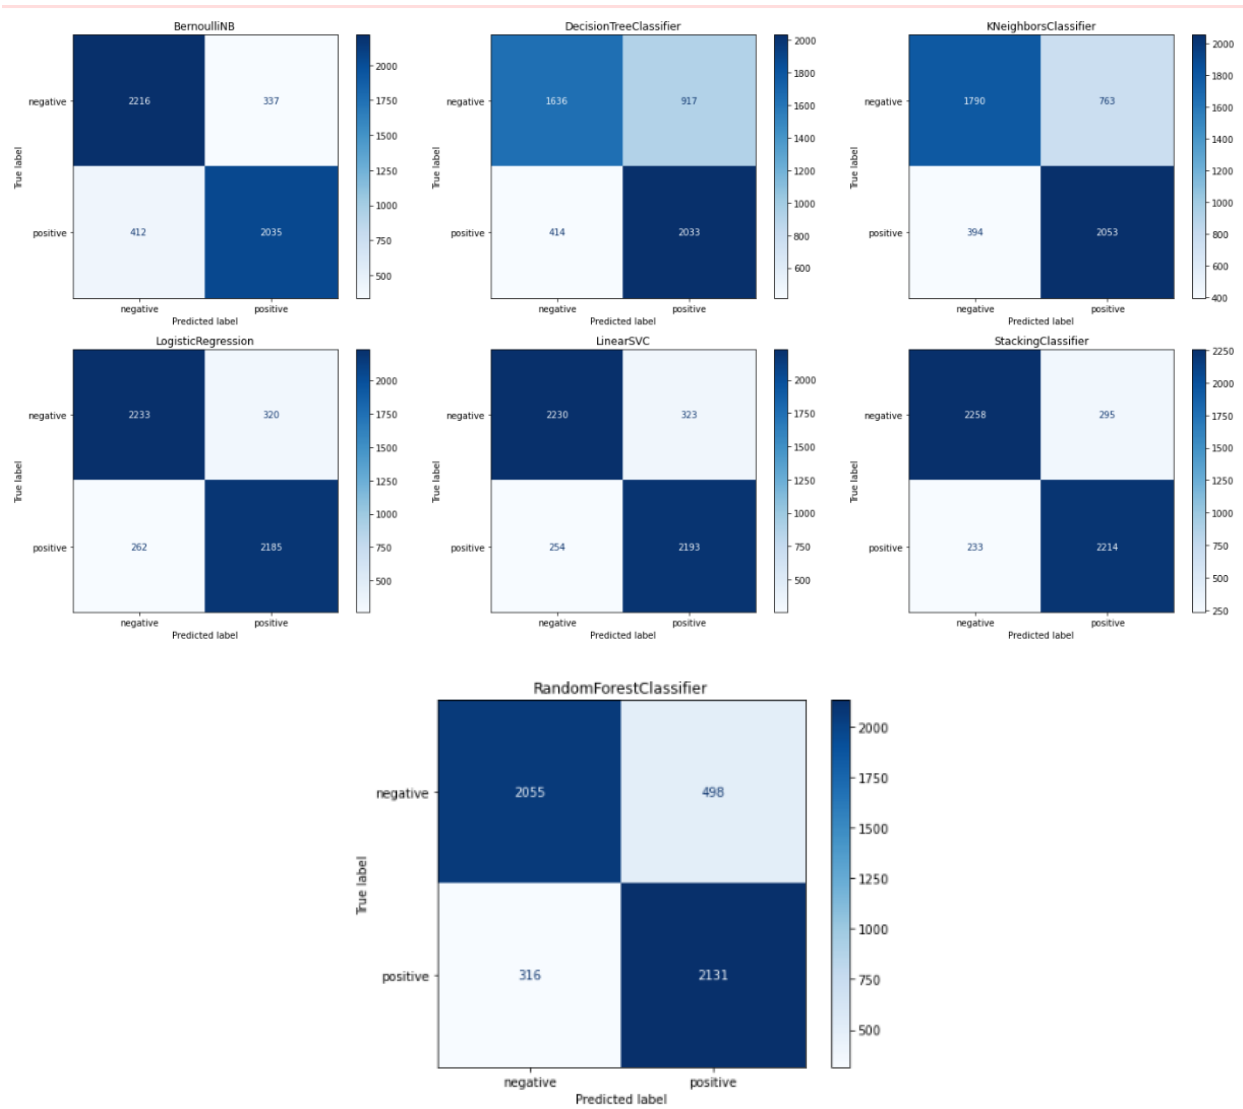 BernoulliNB
2216 337
412 2035
negative
positive
True label
negative positive
Predicted label
2000
1750
1500
1250
1000
750
500
DecisionTreeClassifier
1636 917
414 2033
negative
positive
True label
negative positive
Predicted label
2000
1800
1600
1400
1200
1000
800
600
KNeighborsClassifier
1790 763
394 2053
negative
positive
True label
negative positive
Predicted label
2000
1800
1600
1400
1200
1000
800
600
400
LogisticRegression
2233 320
262 2185
negative
positive
True label
negative positive
Predicted label
2000
1750
1500
1250
1000
750
500
LinearSVC
2230 323
254 2193
negative
positive
True label
negative positive
Predicted label
2000
1750
1500
1250
1000
750
500
StackingClassifier
2258 295
233 2214
negative
positive
True label
negative positive
Predicted label
2250
2000
1750
1500
1250
1000
750
500
250
RandomForestClassifier
2055 498
316 2131
negative
positive
True label
negative positive
Predicted label
2000
1750
1500
1250
1000
750
500